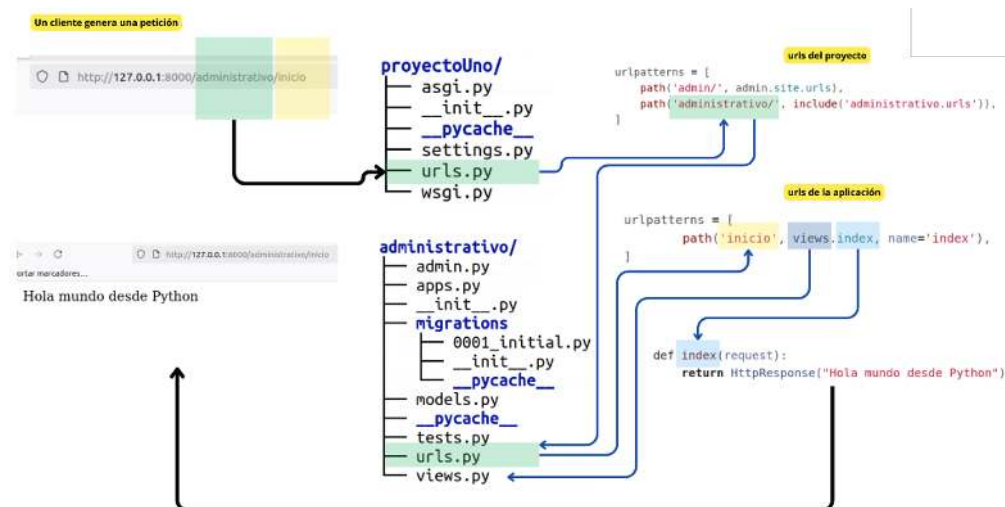 Un cliente genera una petición
http://127.0.0.1:8000/administrativo/inicio
proyectoUno/
asgi.py
__init__.py
__pycache__
settings.py
urls.py
wsgi.py
urls del proyecto
urlpatterns = [
path('admin/', admin.site.urls),
path('administrativo/', include('administrativo.urls')),
]
urls de la aplicación
urlpatterns = [
path('inicio', views.index, name='index'),
]
def index(request):
return HttpResponse("Hola mundo desde Python")
administrativo/
admin.py
apps.py
__init__.py
migrations
0001_initial.py
__init__.py
__pycache__
models.py
__pycache__
tests.py
urls.py
views.py
http://127.0.0.1:8000/administrativo/inicio
ortar marcadores...
Hola mundo desde Python